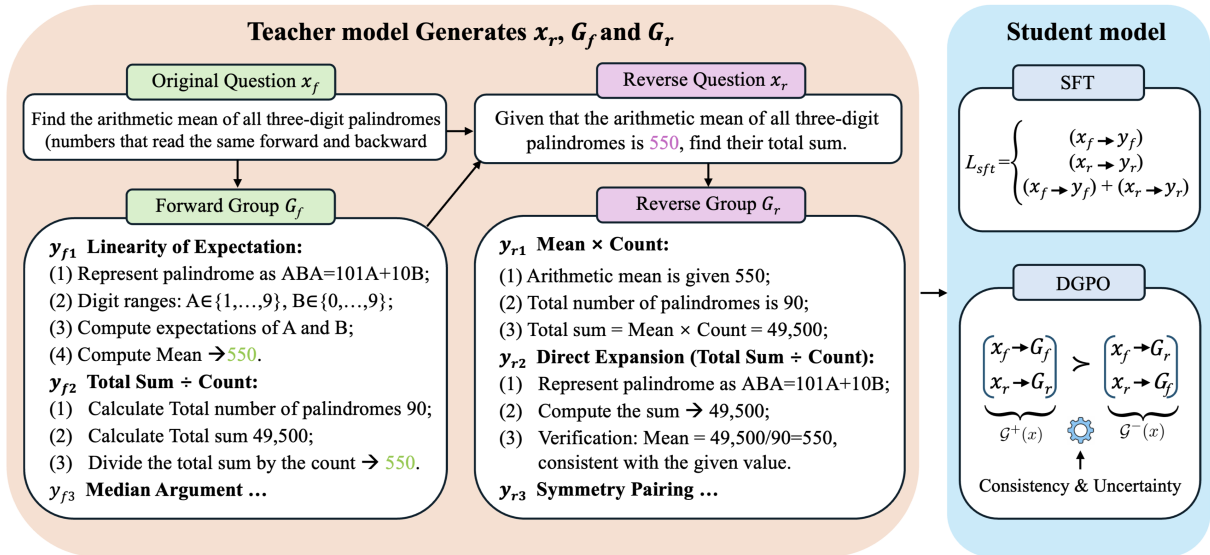 Teacher model Generates x_r, G_f and G_r
Original Question x_f
Find the arithmetic mean of all three-digit palindromes
(numbers that read the same forward and backward
Forward Group G_f
y_f1 Linearity of Expectation:
(1) Represent palindrome as ABA=101A+10B;
(2) Digit ranges: A∈{1,…,9}, B∈{0,…,9};
(3) Compute expectations of A and B;
(4) Compute Mean →550.
y_f2 Total Sum ÷ Count:
(1) Calculate Total number of palindromes 90;
(2) Calculate Total sum 49,500;
(3) Divide the total sum by the count → 550.
y_f3 Median Argument …
Reverse Question x_r
Given that the arithmetic mean of all three-digit
palindromes is 550, find their total sum.
Reverse Group G_r
y_r1 Mean × Count:
(1) Arithmetic mean is given 550;
(2) Total number of palindromes is 90;
(3) Total sum = Mean × Count = 49,500;
y_r2 Direct Expansion (Total Sum ÷ Count):
(1) Represent palindrome as ABA=101A+10B;
(2) Compute the sum → 49,500;
(3) Verification: Mean = 49,500/90=550,
consistent with the given value.
y_r3 Symmetry Pairing …
Student model
SFT
(x_f→y_f)
L_sft= { (x_r→y_r)
(x_f→y_f) + (x_r→y_r)
DGPO
[x_f→G_f] ≻ [x_f→G_r]
[x_r→G_r] [x_r→G_f]
𝒢⁺(x) 𝒢⁻(x)
Consistency & Uncertainty